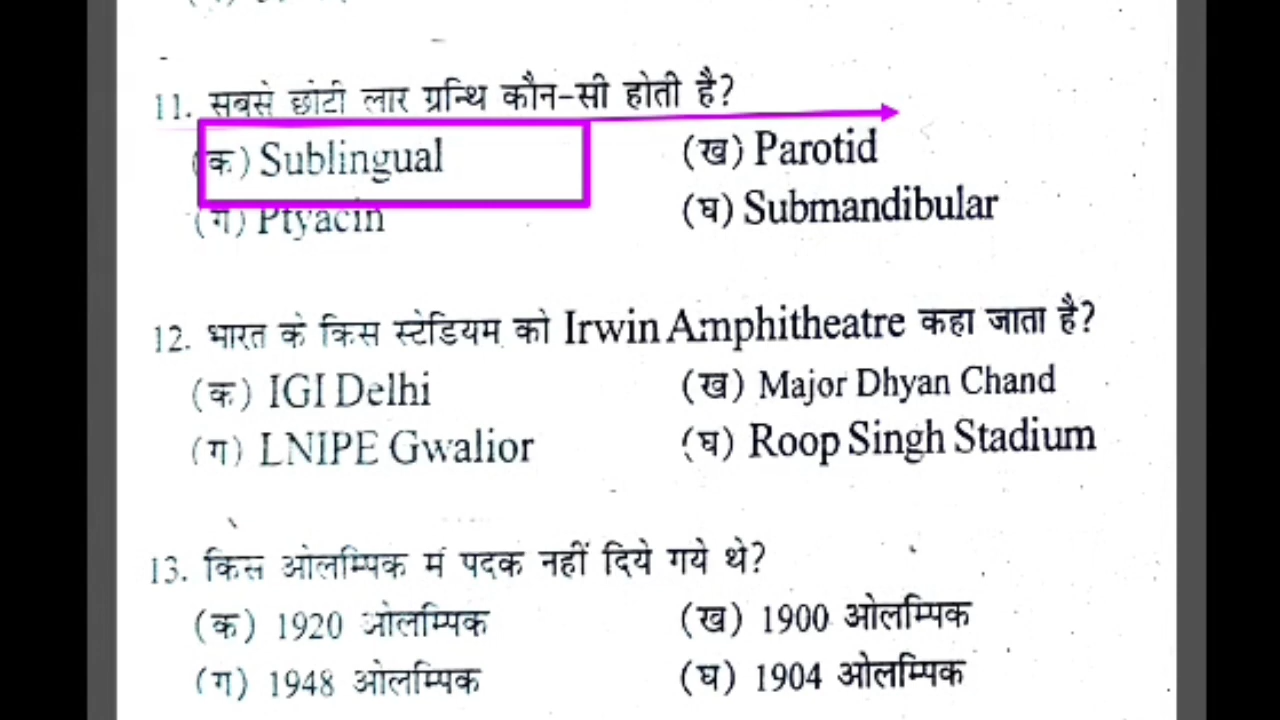 11. सबसे छोटी लार ग्रन्थि कौन-सी होती है?
(क) Sublingual (ख) Parotid
(ग) Ptyacin (घ) Submandibular
12. भारत के किस स्टेडियम को Irwin Amphitheatre कहा जाता है?
(क) IGI Delhi (ख) Major Dhyan Chand
(ग) LNIPE Gwalior (घ) Roop Singh Stadium
13. किस ओलम्पिक में पदक नहीं दिये गये थे?
(क) 1920 ओलम्पिक (ख) 1900 ओलम्पिक
(ग) 1948 ओलम्पिक (घ) 1904 ओलम्पिक